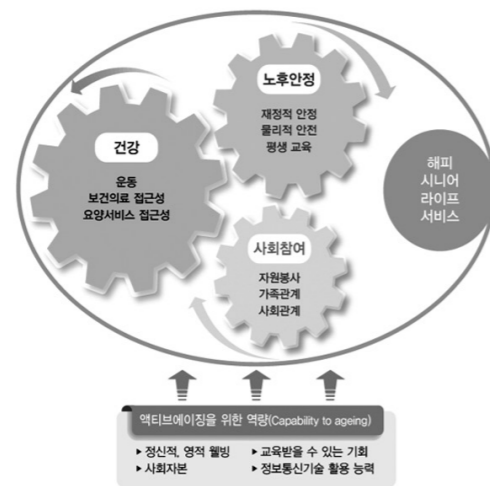 노후안정
재정적 안정
물리적 안전
평생 교육
건강
운동
보건의료 접근성
요양서비스 접근성
해피
시니어
라이프
서비스
사회참여
자원봉사
가족관계
사회관계
액티브에이징을 위한 역량(Capability to ageing)
▶ 정신적, 영적 웰빙 ▶ 교육받을 수 있는 기회
▶ 사회자본 ▶ 정보통신기술 활용 능력